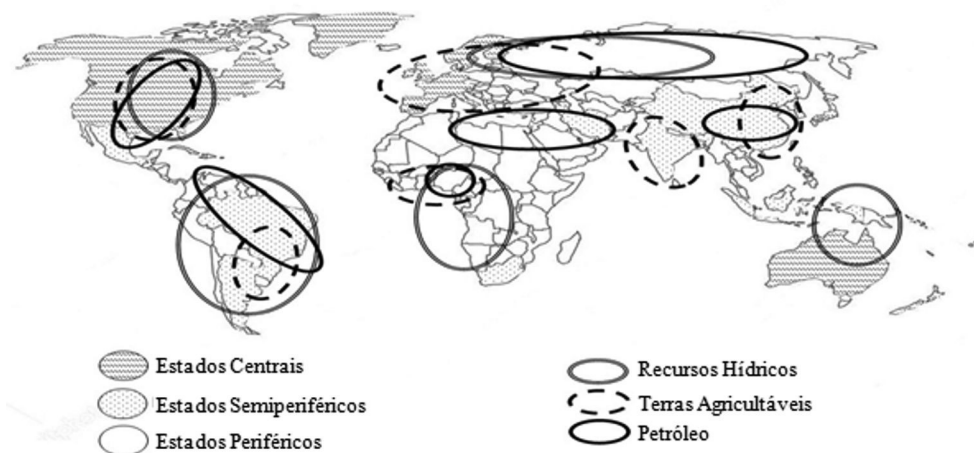 Estados Centrais
Estados Semiperiféricos
Estados Periféricos
Recursos Hídricos
Terras Agricultáveis
Petróleo